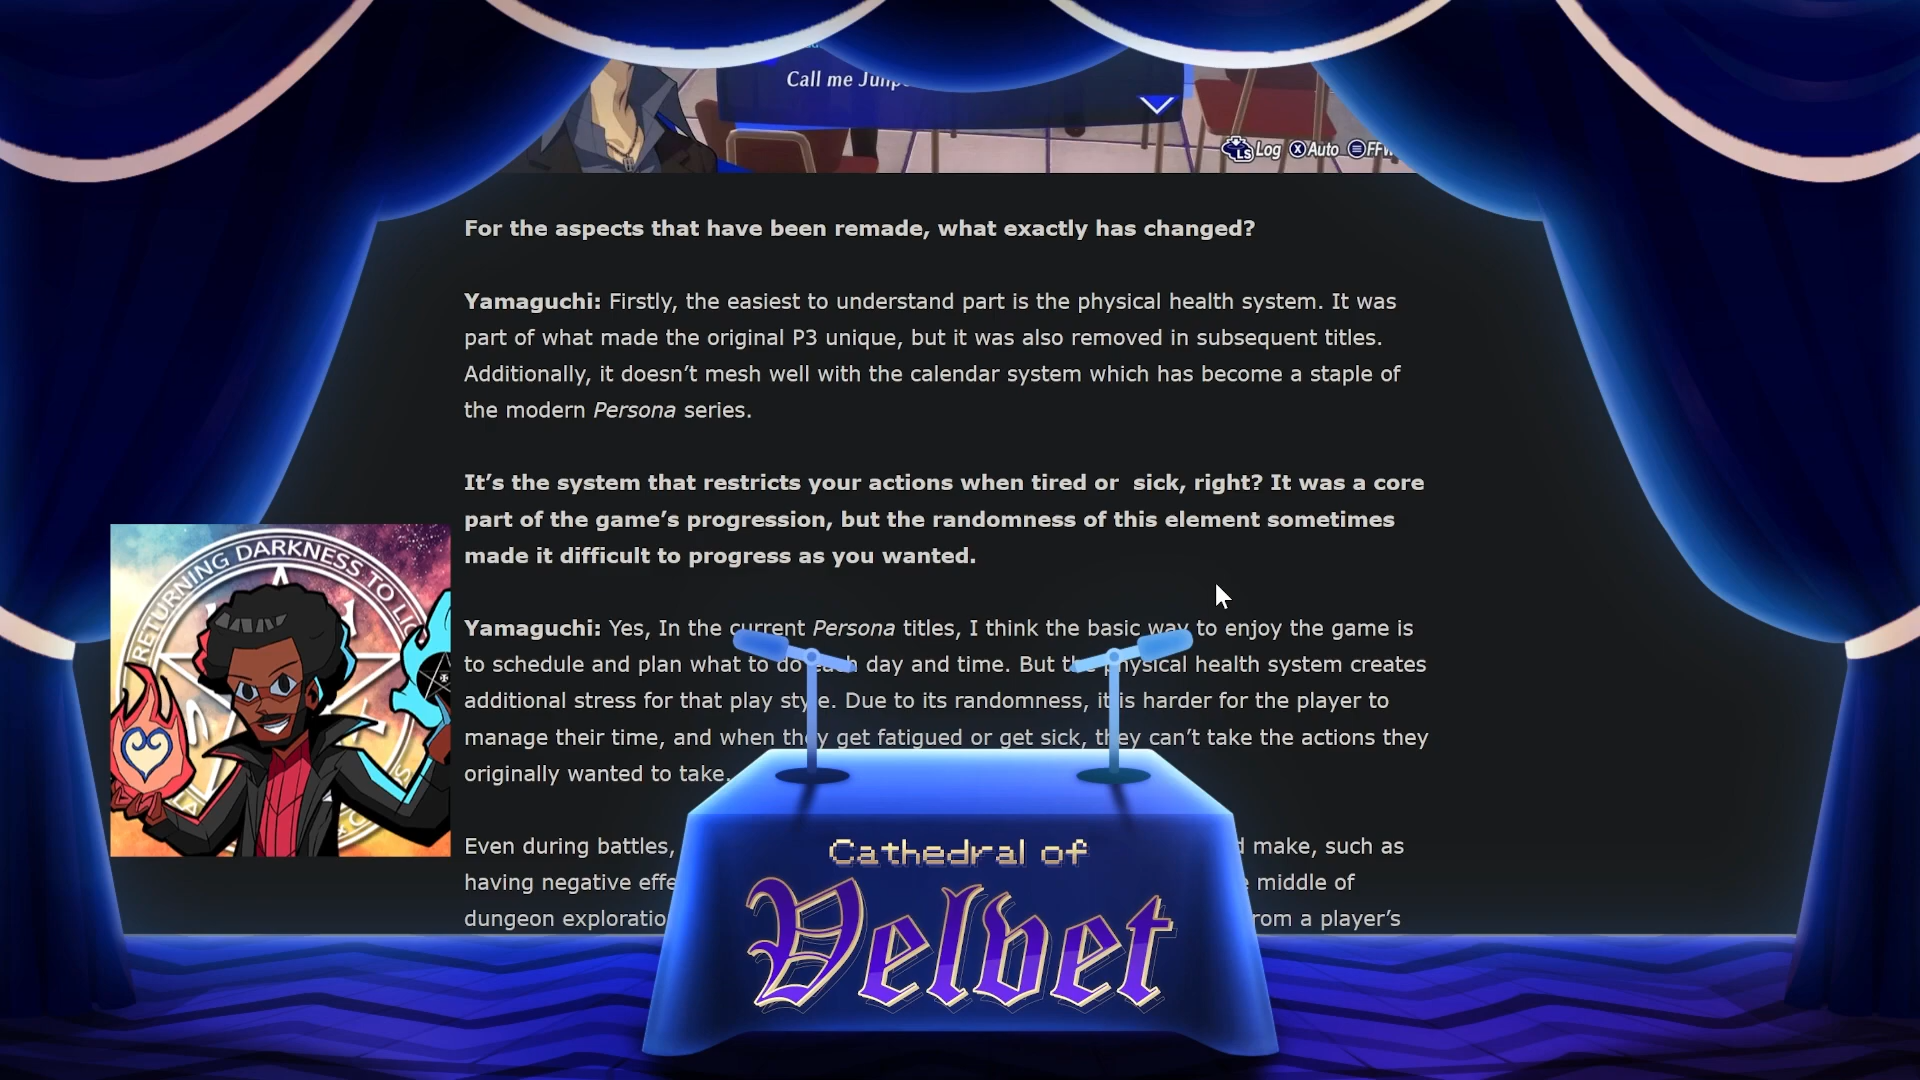 Call me Junp
Log Auto FFW
For the aspects that have been remade, what exactly has changed?
Yamaguchi: Firstly, the easiest to understand part is the physical health system. It was
part of what made the original P3 unique, but it was also removed in subsequent titles.
Additionally, it doesn’t mesh well with the calendar system which has become a staple of
the modern Persona series.
It’s the system that restricts your actions when tired or  sick, right? It was a core
part of the game’s progression, but the randomness of this element sometimes
made it difficult to progress as you wanted.
RETURNING DARKNESS TO LIG
Yamaguchi: Yes, In the current Persona titles, I think the basic way to enjoy the game is
to schedule and plan what to do each day and time. But the physical health system creates
additional stress for that play style. Due to its randomness, it is harder for the player to
manage their time, and when they get fatigued or get sick, they can’t take the actions they
originally wanted to take.
Even during battles, make, such as
having negative effe middle of
dungeon exploratio rom a player’s
Cathedral of
Velvet